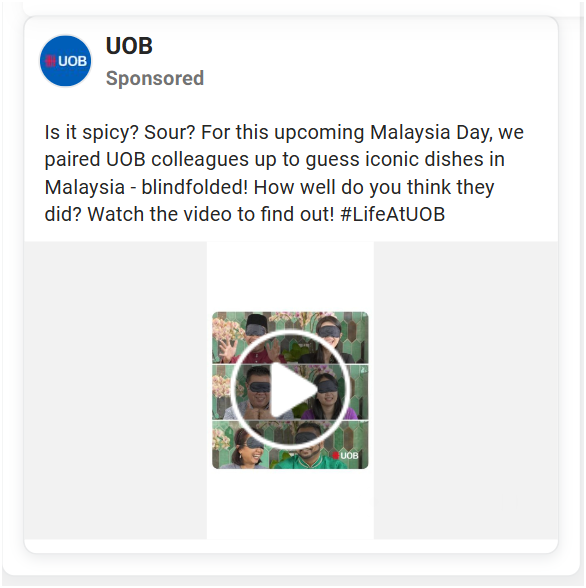 UOB
UOB
Sponsored
Is it spicy? Sour? For this upcoming Malaysia Day, we
paired UOB colleagues up to guess iconic dishes in
Malaysia - blindfolded! How well do you think they
did? Watch the video to find out! #LifeAtUOB
UOB